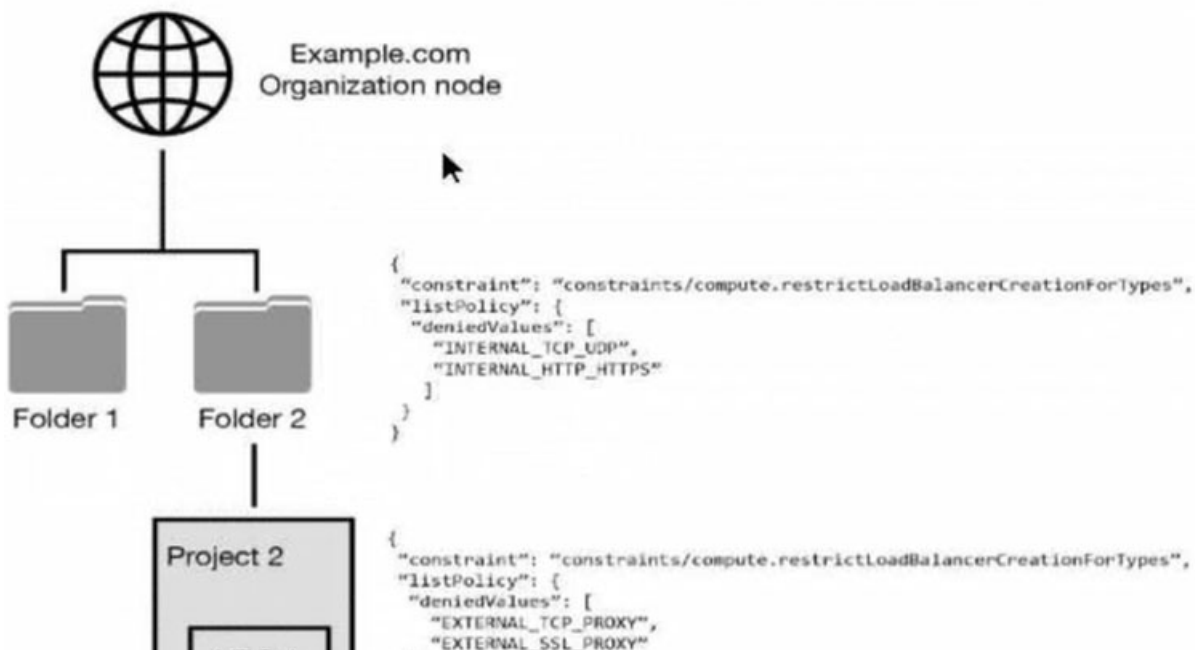 Example.com
Organization node
{
"constraint": "constraints/compute.restrictLoadBalancerCreationForTypes",
"listPolicy": {
"deniedValues": [
"INTERNAL_TCP_UDP",
"INTERNAL_HTTP_HTTPS"
]
}
}
Folder 1
Folder 2
Project 2
{
"constraint": "constraints/compute.restrictLoadBalancerCreationForTypes",
"listPolicy": {
"deniedValues": [
"EXTERNAL_TCP_PROXY",
"EXTERNAL_SSL_PROXY"